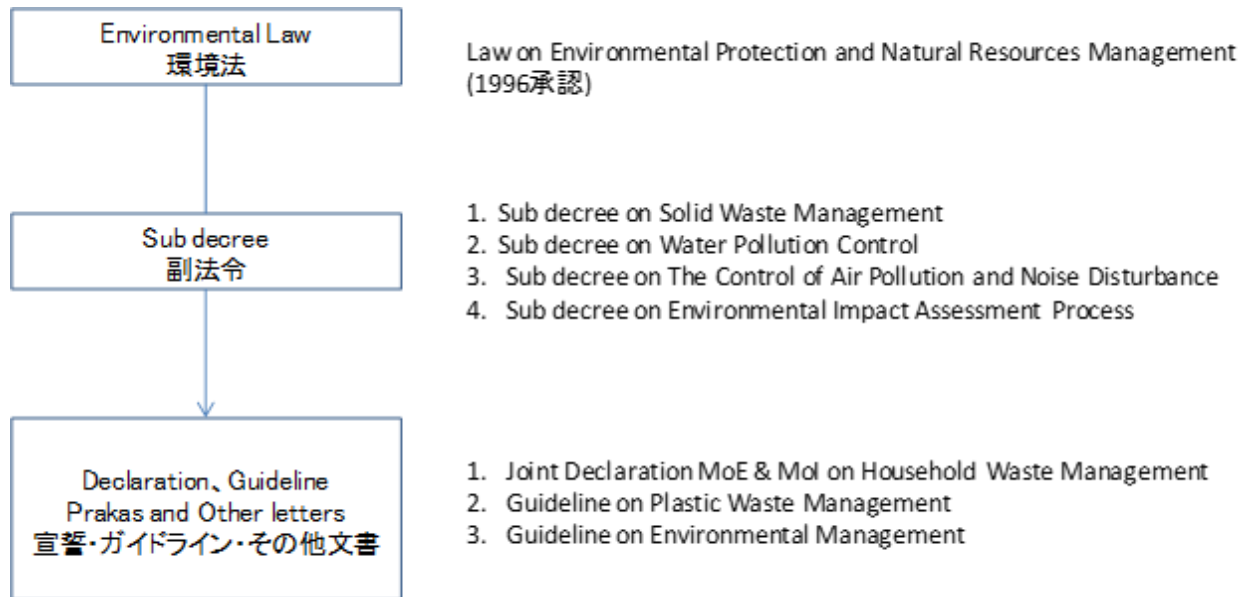 Environmental Law
環境法
Law on Environmental Protection and Natural Resources Management
(1996承認)
Sub decree
副法令
1. Sub decree on Solid Waste Management
2. Sub decree on Water Pollution Control
3. Sub decree on The Control of Air Pollution and Noise Disturbance
4. Sub decree on Environmental Impact Assessment Process
Declaration、Guideline
Prakas and Other letters
宣誓・ガイドライン・その他文書
1. Joint Declaration MoE & MoI on Household Waste Management
2. Guideline on Plastic Waste Management
3. Guideline on Environmental Management